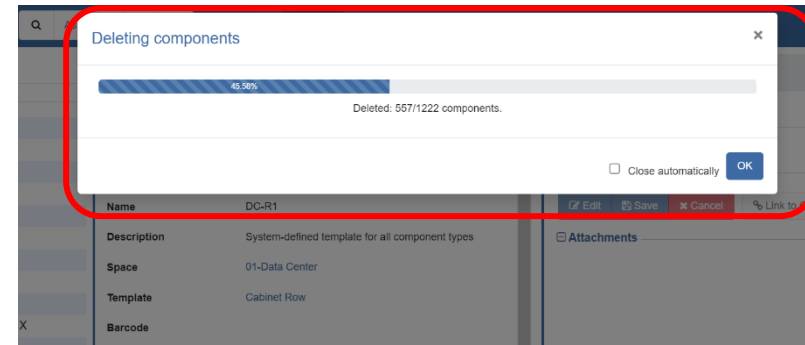 Deleting components
×
45.58%
Deleted: 557/1222 components.
Close automatically
OK
Name DC-R1
Edit Save Cancel Link to
Description System-defined template for all component types
Attachments
Space 01-Data Center
Template Cabinet Row
X
Barcode